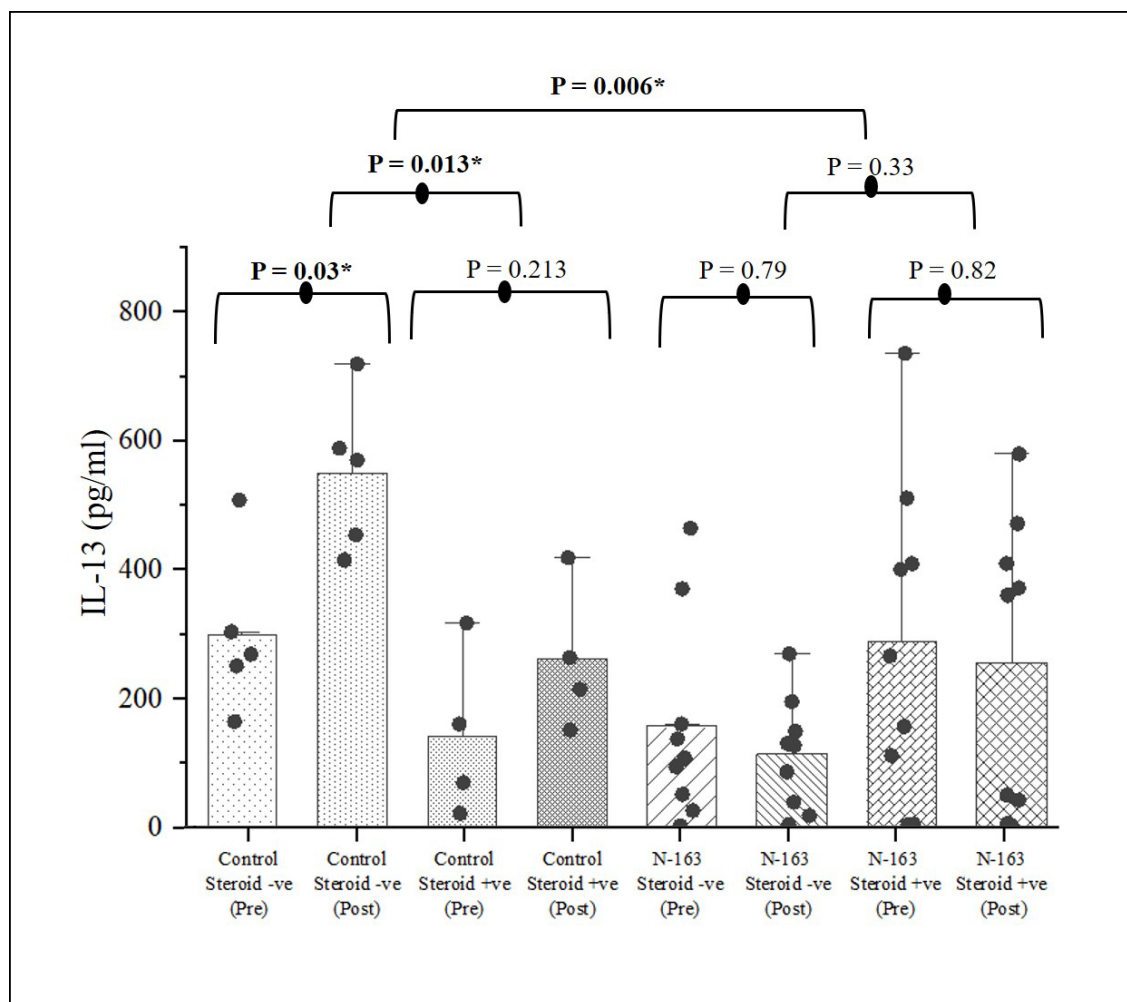 P = 0.006*
P = 0.013*
P = 0.33
P = 0.03*
P = 0.213
P = 0.79
P = 0.82
800
600
400
200
0
IL-13 (pg/ml)
Control
Steroid -ve
(Pre)
Control
Steroid -ve
(Post)
Control
Steroid +ve
(Pre)
Control
Steroid +ve
(Post)
N-163
Steroid -ve
(Pre)
N-163
Steroid -ve
(Post)
N-163
Steroid +ve
(Pre)
N-163
Steroid +ve
(Post)